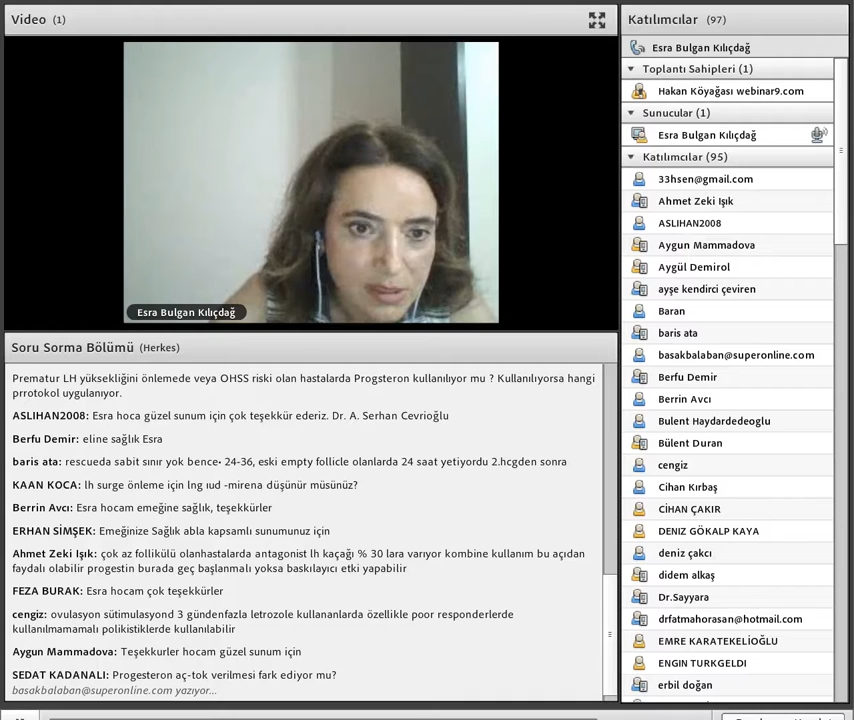 Video (1)
Esra Bulgan Kılıçdağ
Soru Sorma Bölümü (Herkes)
Prematur LH yüksekliğini önlemede veya OHSS riski olan hastalarda Progsteron kullanılıyor mu ? Kullanılıyorsa hangi
prrotokol uygulanıyor.
ASLIHAN2008: Esra hoca güzel sunum için çok teşekkür ederiz. Dr. A. Serhan Cevrioğlu
Berfu Demir: eline sağlık Esra
baris ata: rescueda sabit sınır yok bence• 24-36, eski empty follicle olanlarda 24 saat yetiyordu 2.hcgden sonra
KAAN KOCA: lh surge önleme için lng ıud -mirena düşünür müsünüz?
Berrin Avcı: Esra hocam emeğine sağlık, teşekkürler
ERHAN SİMŞEK: Emeğinize Sağlık abla kapsamlı sunumunuz için
Ahmet Zeki Işık: çok az follikülü olanhastalarda antagonist lh kaçağı % 30 lara varıyor kombine kullanım bu açıdan
faydalı olabilir progestin burada geç başlanmalı yoksa baskılayıcı etki yapabilir
FEZA BURAK: Esra hocam çok teşekkürler
cengiz: ovulasyon sütimulasyond 3 gündenfazla letrozole kullananlarda özellikle poor responderlerde
kullanılmamamalı polikistiklerde kullanılabilir
Aygun Mammadova: Teşekkurler hocam güzel sunum için
SEDAT KADANALI: Progesteron aç-tok verilmesi fark ediyor mu?
basakbalaban@superonline.com yazıyor...
Katılımcılar (97)
Esra Bulgan Kılıçdağ
Toplantı Sahipleri (1)
Hakan Köyağası webinar9.com
Sunucular (1)
Esra Bulgan Kılıçdağ
Katılımcılar (95)
33hsen@gmail.com
Ahmet Zeki Işık
ASLIHAN2008
Aygun Mammadova
Aygül Demirol
ayşe kendirci çeviren
Baran
baris ata
basakbalaban@superonline.com
Berfu Demir
Berrin Avcı
Bulent Haydardedeoglu
Bülent Duran
cengiz
Cihan Kırbaş
CİHAN ÇAKIR
DENIZ GÖKALP KAYA
deniz çakcı
didem alkaş
Dr.Sayyara
drfatmahorasan@hotmail.com
EMRE KARATEKELİOĞLU
ENGIN TURKGELDI
erbil doğan